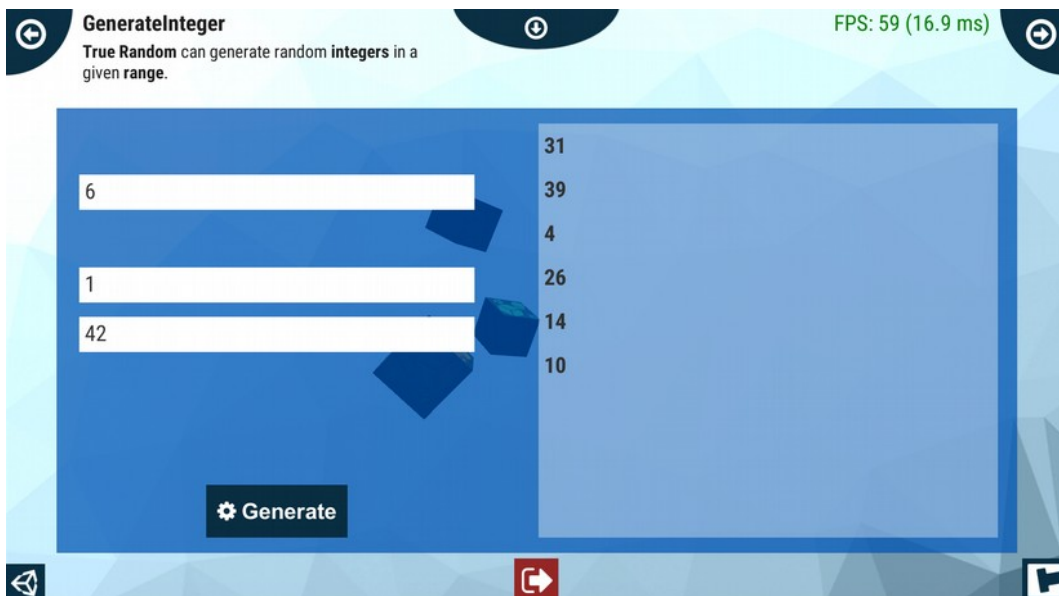 GenerateInteger
True Random can generate random integers in a
given range.
FPS: 59 (16.9 ms)
6
1
42
31
39
4
26
14
10
Generate